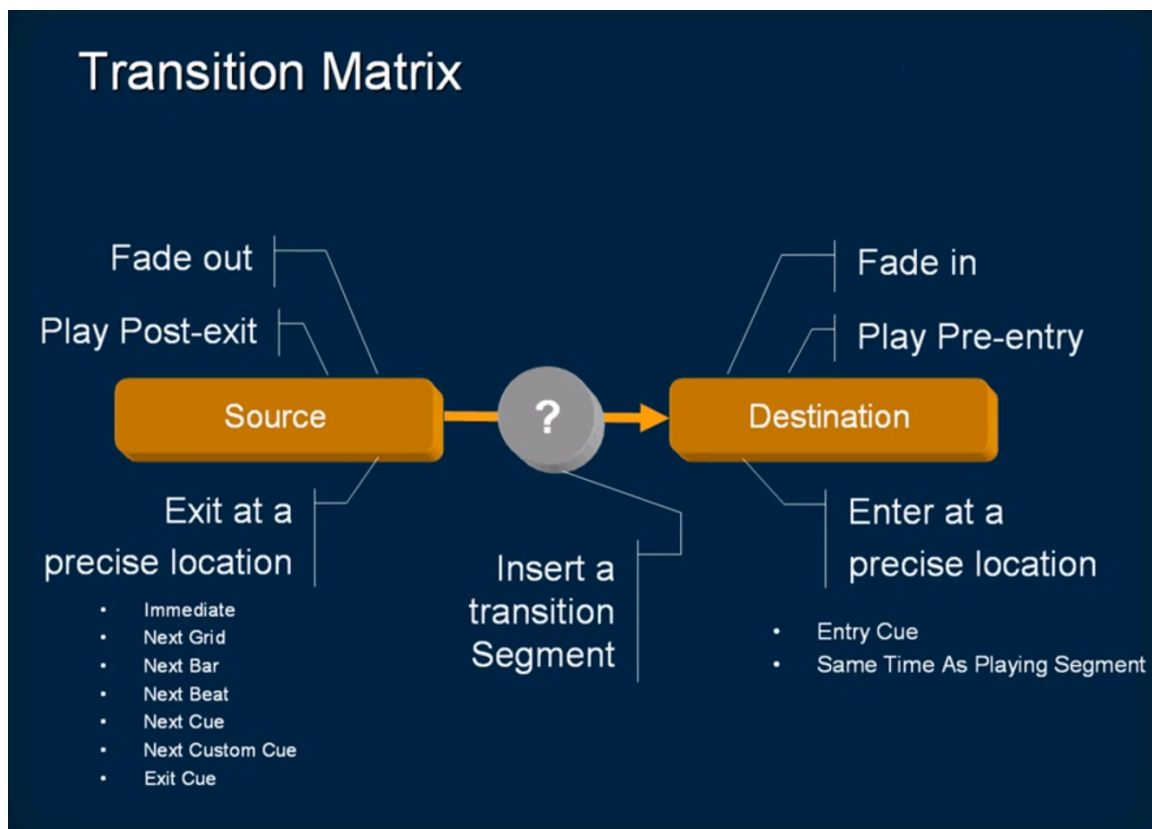 Transition Matrix
Fade out
Play Post-exit
Fade in
Play Pre-entry
Source
?
Destination
Exit at a
precise location
• Immediate
• Next Grid
• Next Bar
• Next Beat
• Next Cue
• Next Custom Cue
• Exit Cue
Insert a
transition
Segment
Enter at a
precise location
• Entry Cue
• Same Time As Playing Segment